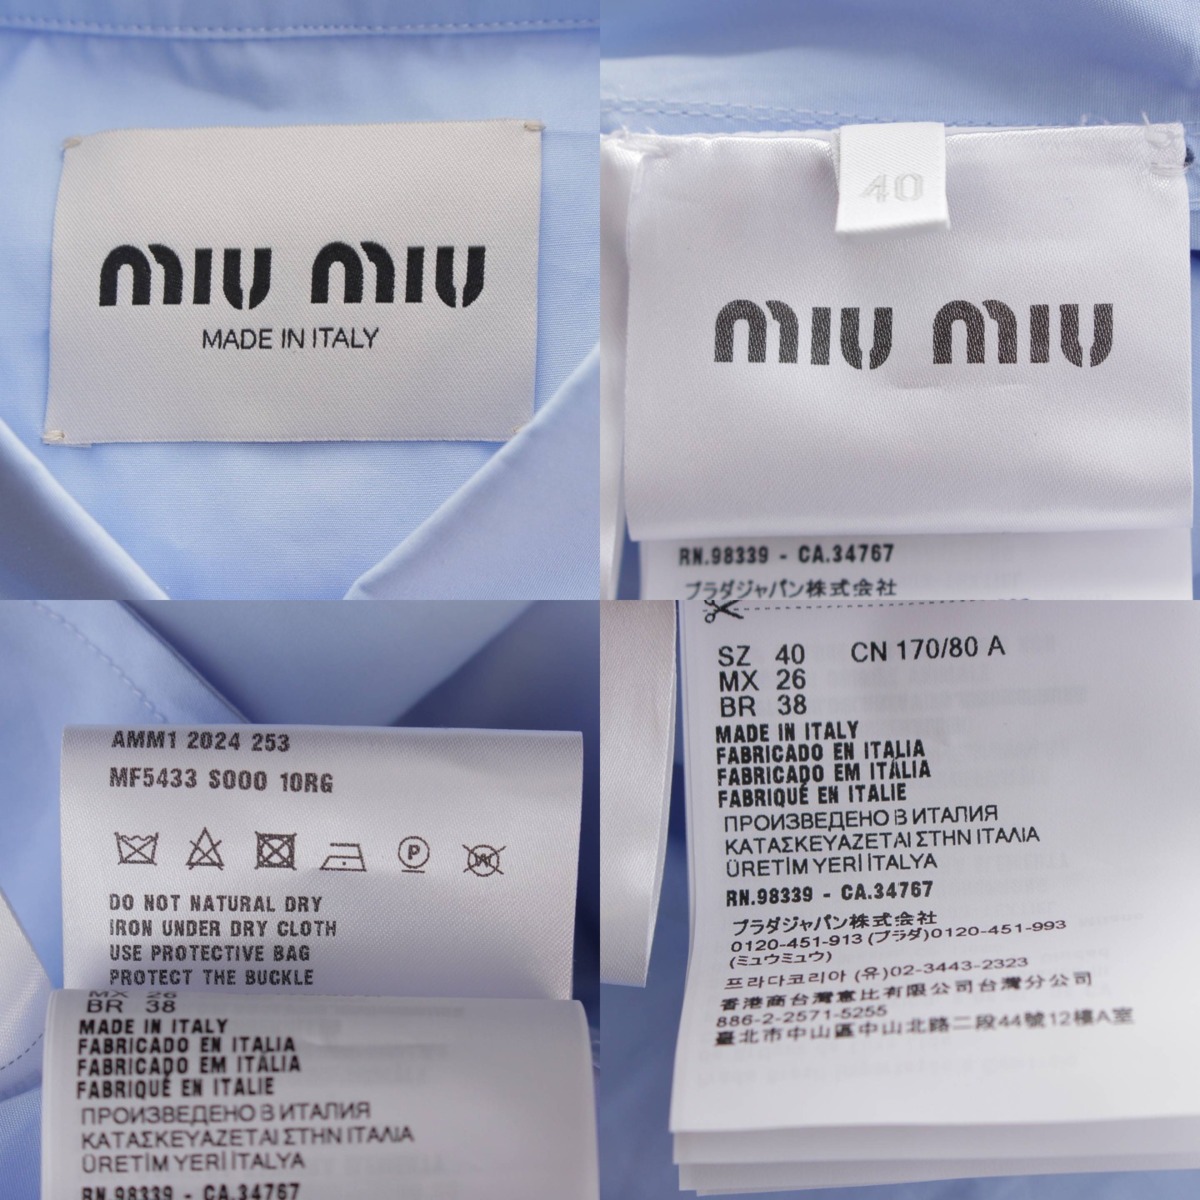 miu miu
MADE IN ITALY
40
miu miu
RN.98339 - CA.34767
プラダジャパン株式会社
AMM1 2024 253
MF5433 S000 10RG
P
DO NOT NATURAL DRY
IRON UNDER DRY CLOTH
USE PROTECTIVE BAG
PROTECT THE BUCKLE
MX 26
BR 38
MADE IN ITALY
FABRICADO EN ITALIA
FABRICADO EM ITÁLIA
FABRIQUÉ EN ITALIE
ПРОИЗВЕДЕНО В ИТАЛИЯ
ΚΑΤΑΣΚΕΥΑΖΕΤΑΙ ΣΤΗΝ ΙΤΑΛΙΑ
ÜRETİM YERİ İTALYA
RN.98339 - CA.34767
SZ 40 CN 170/80 A
MX 26
BR 38
MADE IN ITALY
FABRICADO EN ITALIA
FABRICADO EM ITÁLIA
FABRIQUÉ EN ITALIE
ПРОИЗВЕДЕНО В ИТАЛИЯ
ΚΑΤΑΣΚΕΥΑΖΕΤΑΙ ΣΤΗΝ ΙΤΑΛΙΑ
ÜRETİM YERİ İTALYA
RN.98339 - CA.34767
プラダジャパン株式会社
0120-451-913 (プラダ)0120-451-993
(ミュウミュウ)
프라다코리아 (유)02-3443-2323
香港商台灣意比有限公司台灣分公司
886-2-2571-5255
臺北市中山區中山北路二段44號12樓A室